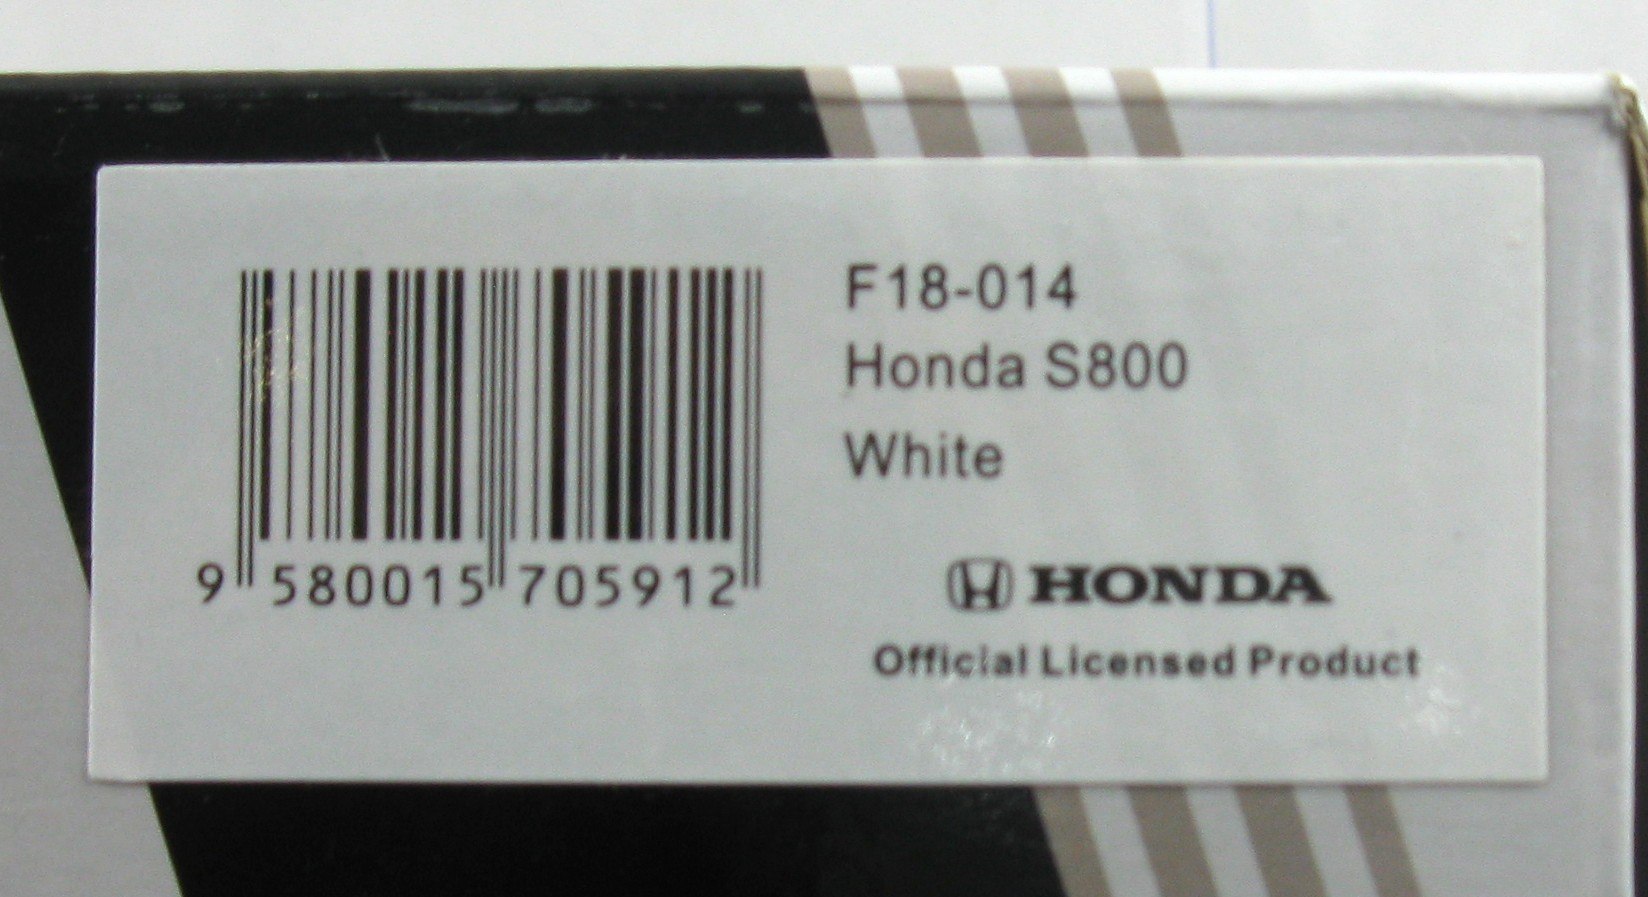 F18-014
Honda S800
White
9 580015 705912
HONDA
Official Licensed Product